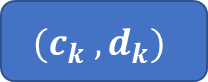 (c_k , d_k)